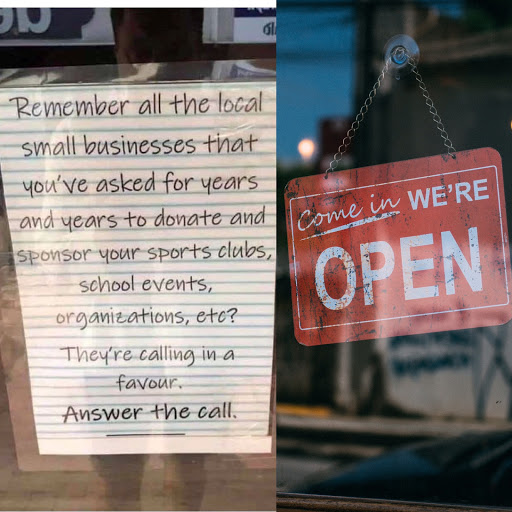 Remember all the local
small businesses that
you've asked for years
and years to donate and
sponsor your sports clubs,
school events,
organizations, etc?
They're calling in a
favour.
Answer the call.
Come in WE'RE
OPEN